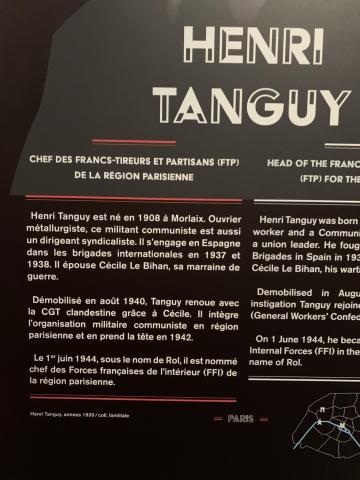 HENRI
TANGUY
CHEF DES FRANCS-TIREURS ET PARTISANS (FTP)
DE LA RÉGION PARISIENNE
Henri Tanguy est né en 1908 à Morlaix. Ouvrier
métallurgiste, ce militant communiste est aussi
un dirigeant syndicaliste. Il s'engage en Espagne
dans les brigades internationales en 1937 et
1938. Il épouse Cécile Le Bihan, sa marraine de
guerre.
Démobilisé en août 1940, Tanguy renoue avec
la CGT clandestine grâce à Cécile. Il intègre
l'organisation militaire communiste en région
parisienne et en prend la tête en 1942.
Le 1er juin 1944, sous le nom de Rol, il est nommé
chef des Forces françaises de l'intérieur (FFI) de
la région parisienne.
Henri Tanguy, années 1930 / coll. familiale
HEAD OF THE FRANC
(FTP) FOR THE
Henri Tanguy was born
worker and a Communi
a union leader. He foug
Brigades in Spain in 193
Cécile Le Bihan, his wart
Demobilised in Augu
instigation Tanguy rejoine
(General Workers' Confed
On 1 June 1944, he beca
Internal Forces (FFI) in the
name of Rol.
PARIS